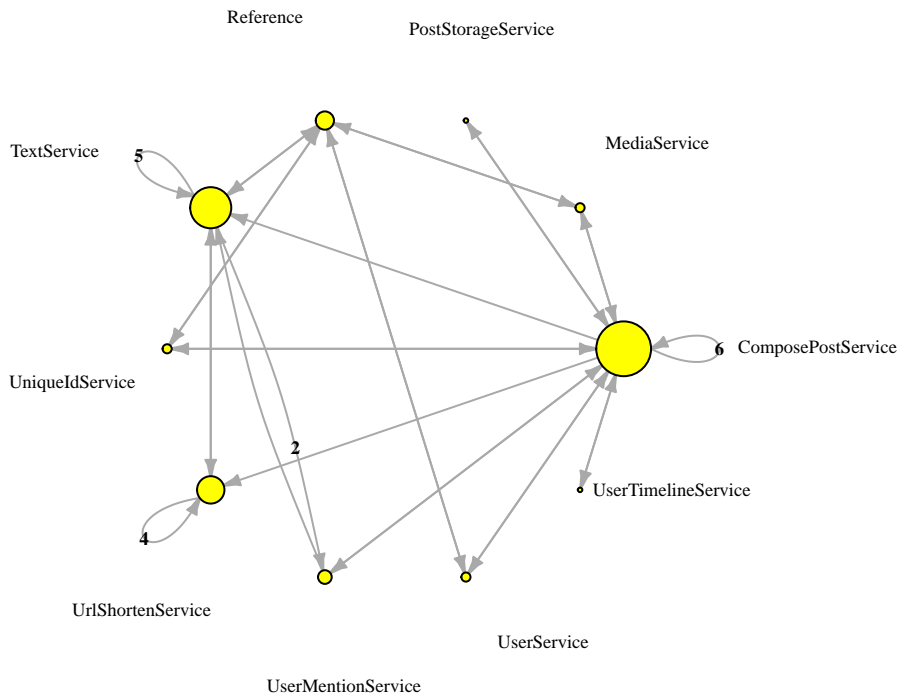 Reference
PostStorageService
MediaService
TextService
5
6
ComposePostService
UniqueIdService
2
UserTimelineService
4
UrlShortenService
UserService
UserMentionService